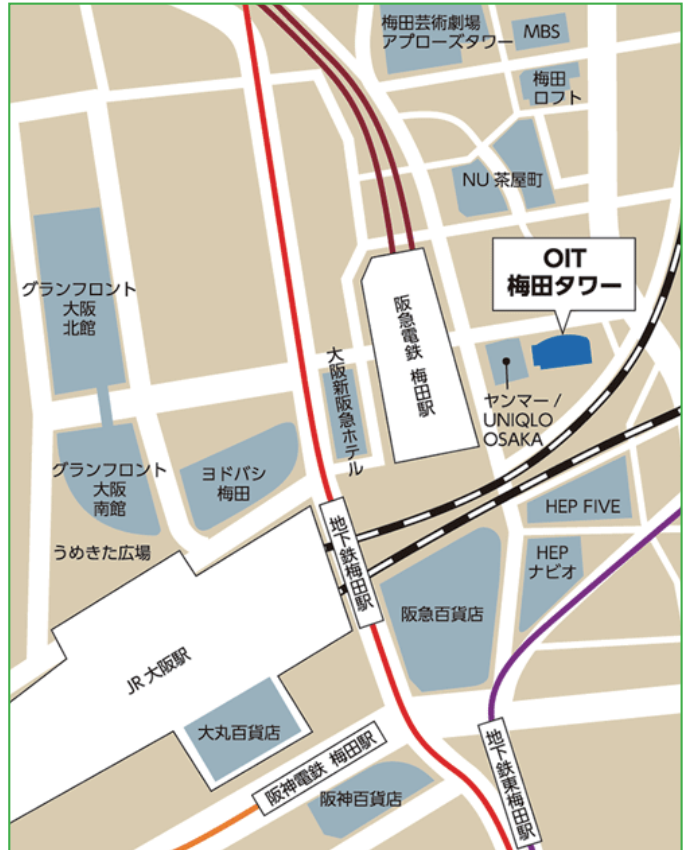 梅田芸術劇場
アプローズタワー
MBS
梅田
ロフト
NU 茶屋町
OIT
梅田タワー
グランフロント
大阪
北館
阪急電鉄 梅田駅
大阪新阪急ホテル
ヤンマー /
UNIQLO
OSAKA
グランフロント
大阪
南館
ヨドバシ
梅田
HEP FIVE
うめきた広場
地下鉄梅田駅
HEP
ナビオ
阪急百貨店
JR 大阪駅
大丸百貨店
阪神電鉄 梅田駅
地下鉄東梅田駅
阪神百貨店